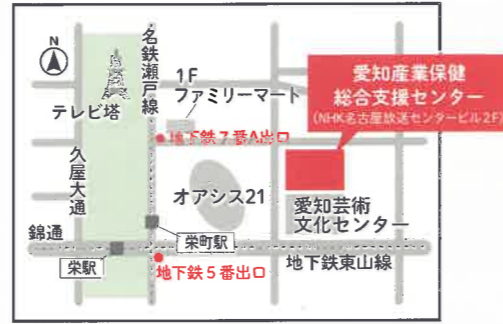 N
名鉄瀬戸線
テレビ塔
久屋大通
1F
ファミリーマート
地下鉄7番A出口
愛知産業保健
総合支援センター
(NHK名古屋放送センタービル2F)
オアシス21
愛知芸術
文化センター
錦通
栄町駅
栄駅
地下鉄5番出口
地下鉄東山線